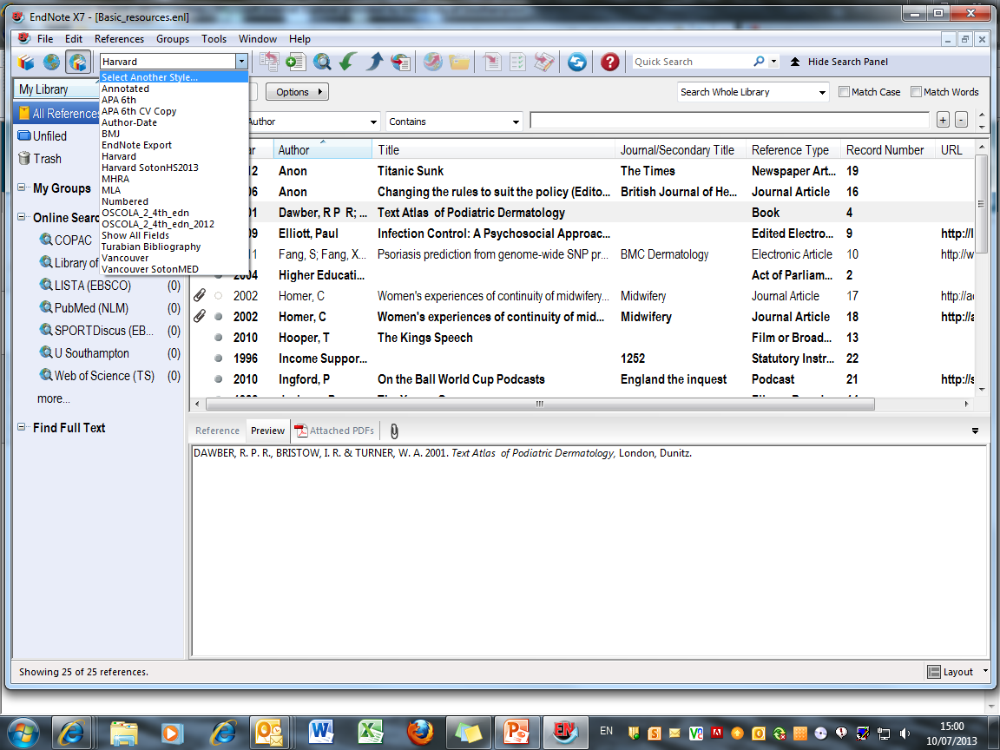 EndNote X7 - [Basic_resources.enl]
File Edit References Groups Tools Window Help
Harvard
Quick Search
Hide Search Panel
Select Another Style...
Annotated
APA 6th
APA 6th CV Copy
Author-Date
BMJ
EndNote Export
Harvard
Harvard SotonHS2013
MHRA
MLA
Numbered
OSCOLA_2_4th_edn
OSCOLA_2_4th_edn_2012
Show All Fields
Turabian Bibliography
Vancouver
Vancouver SotonMED
My Library
All References
Unfiled
Trash
My Groups
Online Searc
COPAC
Library of
LISTA (EBSCO) (0)
PubMed (NLM) (0)
SPORTDiscus (EB... (0)
U Southampton (0)
Web of Science (TS) (0)
more...
Find Full Text
Options
Search Whole Library
Match Case
Match Words
Author Contains + -
ar Author Title Journal/Secondary Title Reference Type Record Number URL
12 Anon Titanic Sunk The Times Newspaper Art... 19
06 Anon Changing the rules to suit the policy (Edito... British Journal of He... Journal Article 16
01 Dawber, R P R; ... Text Atlas of Podiatric Dermatology Book 4
09 Elliott, Paul Infection Control: A Psychosocial Approac... Edited Electro... 9 http://l
11 Fang, S; Fang, X... Psoriasis prediction from genome-wide SNP pr... BMC Dermatology Electronic Article 10 http://w
2004 Higher Educati... Act of Parliam... 2
2002 Homer, C Women's experiences of continuity of midwifery... Midwifery Journal Article 17 http://ac
2002 Homer, C Women's experiences of continuity of mid... Midwifery Journal Article 18 http://a
2010 Hooper, T The Kings Speech Film or Broad... 13
1996 Income Suppor... 1252 Statutory Instr... 22
2010 Ingford, P On the Ball World Cup Podcasts England the inquest Podcast 21 http://s
Reference Preview Attached PDFs
DAWBER, R. P. R., BRISTOW, I. R. & TURNER, W. A. 2001. Text Atlas of Podiatric Dermatology, London, Dunitz.
Showing 25 of 25 references.
Layout
EN
15:00
10/07/2013